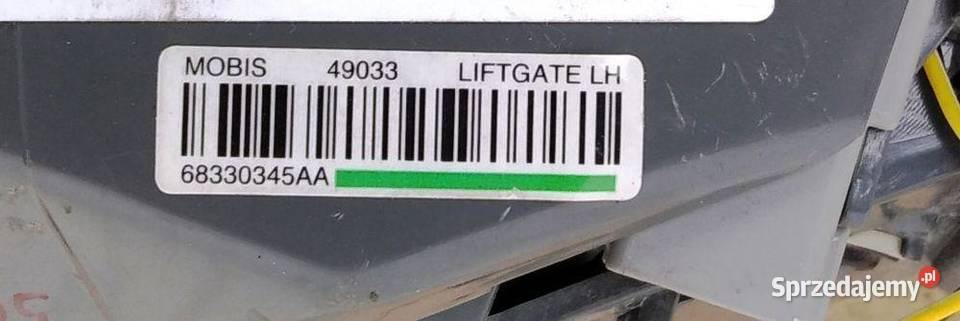 MOBIS 49033 LIFTGATE LH
68330345AA
Sprzedajemy.pl